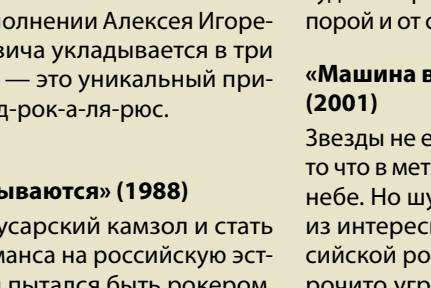 полнении Алексея Игоре-
вича укладывается в три
— это уникальный при-
д-рок-а-ля-рюс.
ываются» (1988)
усарский камзол и стать
манса на российскую эст-
пытался быть рокером
порой и от
«Машина
(2001)
Звезды не
то что в мет
небе. Но шу
из интерес
сийской ро
рочито угр